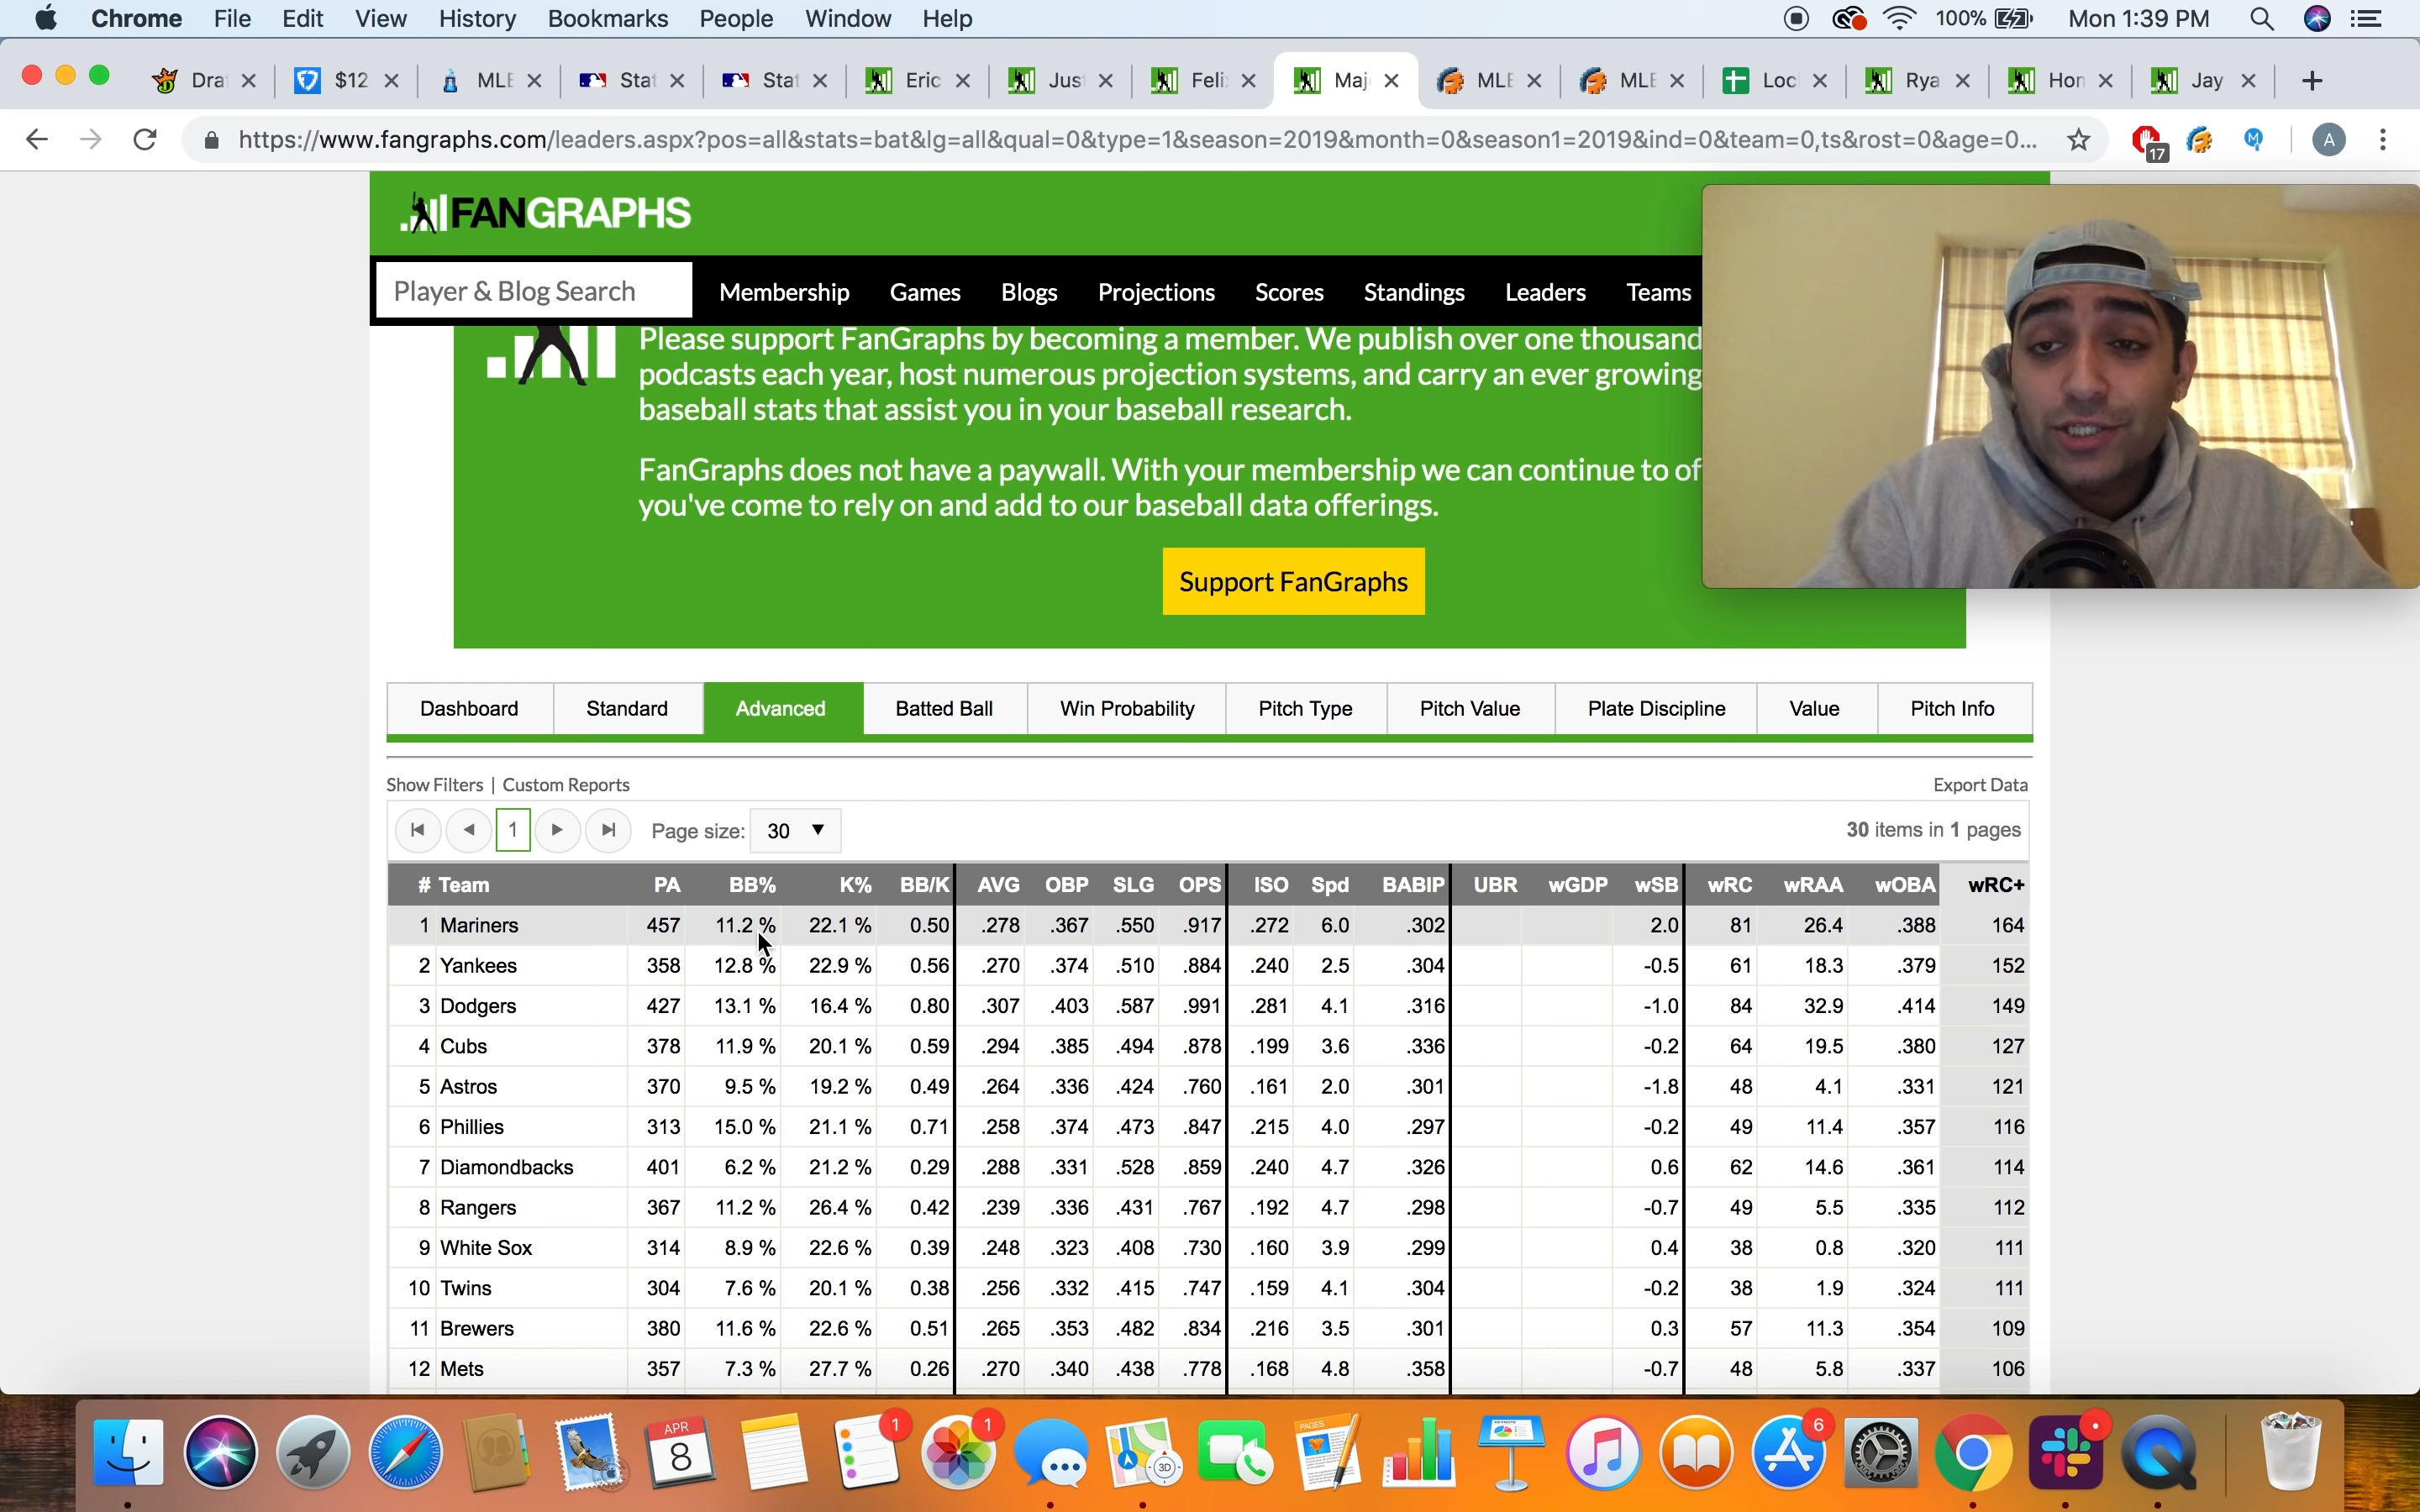 Chrome File Edit View History Bookmarks People Window Help 100% Mon 1:39 PM
Dra $12 MLB Stat Stat Eric Just Feli Maj MLB MLB Loc Rya Hon Jay
https://www.fangraphs.com/leaders.aspx?pos=all&stats=bat&lg=all&qual=0&type=1&season=2019&month=0&season1=2019&ind=0&team=0,ts&rost=0&age=0... 17 A
FANGRAPHS
Player & Blog Search Membership Games Blogs Projections Scores Standings Leaders Teams
Please support FanGraphs by becoming a member. We publish over one thousand
podcasts each year, host numerous projection systems, and carry an ever growing
baseball stats that assist you in your baseball research.
FanGraphs does not have a paywall. With your membership we can continue to of
you've come to rely on and add to our baseball data offerings.
Support FanGraphs
Dashboard Standard Advanced Batted Ball Win Probability Pitch Type Pitch Value Plate Discipline Value Pitch Info
Show Filters | Custom Reports Export Data
1 Page size: 30 30 items in 1 pages
# Team PA BB% K% BB/K AVG OBP SLG OPS ISO Spd BABIP UBR wGDP wSB wRC wRAA wOBA wRC+
1 Mariners 457 11.2 % 22.1 % 0.50 .278 .367 .550 .917 .272 6.0 .302 2.0 81 26.4 .388 164
2 Yankees 358 12.8 % 22.9 % 0.56 .270 .374 .510 .884 .240 2.5 .304 -0.5 61 18.3 .379 152
3 Dodgers 427 13.1 % 16.4 % 0.80 .307 .403 .587 .991 .281 4.1 .316 -1.0 84 32.9 .414 149
4 Cubs 378 11.9 % 20.1 % 0.59 .294 .385 .494 .878 .199 3.6 .336 -0.2 64 19.5 .380 127
5 Astros 370 9.5 % 19.2 % 0.49 .264 .336 .424 .760 .161 2.0 .301 -1.8 48 4.1 .331 121
6 Phillies 313 15.0 % 21.1 % 0.71 .258 .374 .473 .847 .215 4.0 .297 -0.2 49 11.4 .357 116
7 Diamondbacks 401 6.2 % 21.2 % 0.29 .288 .331 .528 .859 .240 4.7 .326 0.6 62 14.6 .361 114
8 Rangers 367 11.2 % 26.4 % 0.42 .239 .336 .431 .767 .192 4.7 .298 -0.7 49 5.5 .335 112
9 White Sox 314 8.9 % 22.6 % 0.39 .248 .323 .408 .730 .160 3.9 .299 0.4 38 0.8 .320 111
10 Twins 304 7.6 % 20.1 % 0.38 .256 .332 .415 .747 .159 4.1 .304 -0.2 38 1.9 .324 111
11 Brewers 380 11.6 % 22.6 % 0.51 .265 .353 .482 .834 .216 3.5 .301 0.3 57 11.3 .354 109
12 Mets 357 7.3 % 27.7 % 0.26 .270 .340 .438 .778 .168 4.8 .358 -0.7 48 5.8 .337 106
APR 8 1 1 3D PAGES 6